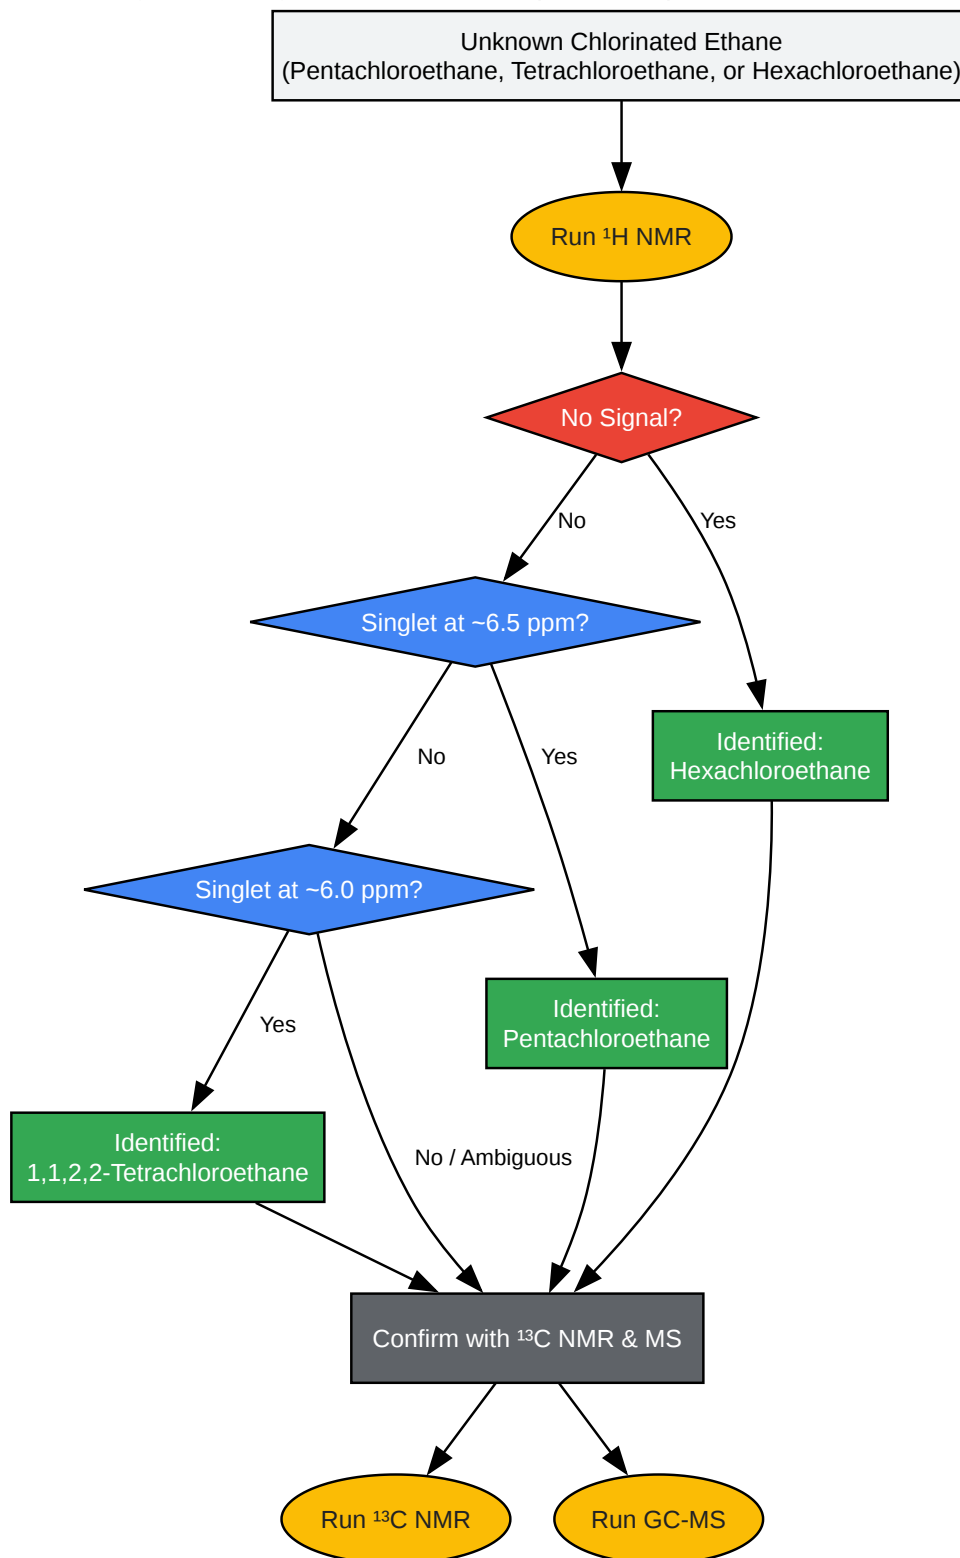 Unknown Chlorinated Ethane
(Pentachloroethane, Tetrachloroethane, or Hexachloroethane)
Run ¹H NMR
No Signal?
No
Yes
Singlet at ~6.5 ppm?
Identified:
Hexachloroethane
No
Yes
Singlet at ~6.0 ppm?
Identified:
Pentachloroethane
Yes
Identified:
1,1,2,2-Tetrachloroethane
No / Ambiguous
Confirm with ¹³C NMR & MS
Run ¹³C NMR
Run GC-MS